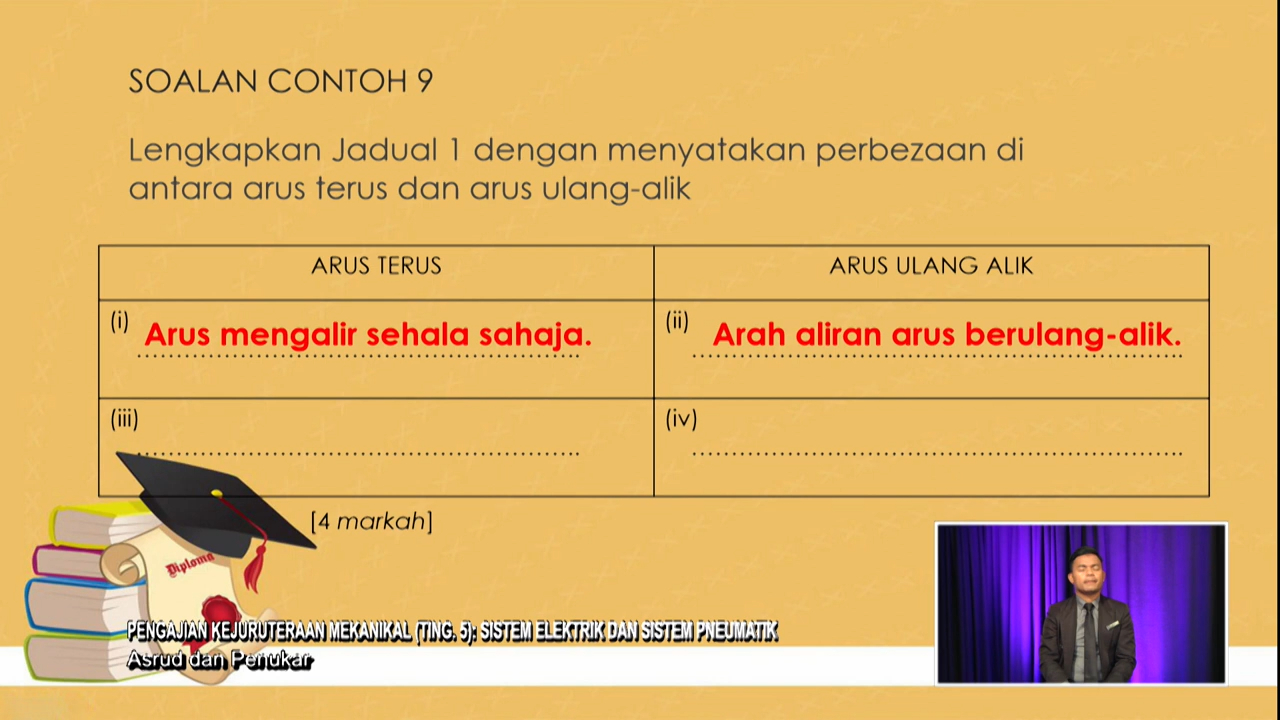 SOALAN CONTOH 9
Lengkapkan Jadual 1 dengan menyatakan perbezaan di
antara arus terus dan arus ulang-alik
ARUS TERUS
ARUS ULANG ALIK
(i) Arus mengalir sehala sahaja.
(ii) Arah aliran arus berulang-alik.
(iii)
(iv)
[4 markah]
Diploma
PENGAJIAN KEJURUTERAAN MEKANIKAL (TING. 5): SISTEM ELEKTRIK DAN SISTEM PNEUMATIK
Asrud dan Penukar